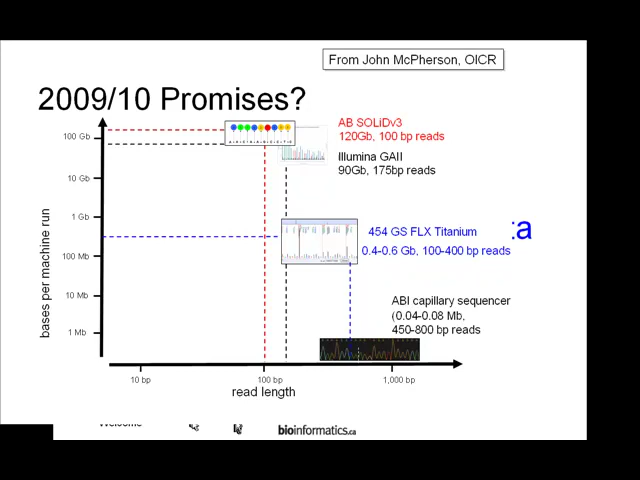 From John McPherson, OICR
2009/10 Promises?
AB SOLiDv3
120Gb, 100 bp reads
Illumina GAII
90Gb, 175bp reads
454 GS FLX Titanium
0.4-0.6 Gb, 100-400 bp reads
ta
ABI capillary sequencer
(0.04-0.08 Mb,
450-800 bp reads
bases per machine run
100 Gb
10 Gb
1 Gb
100 Mb
10 Mb
1 Mb
10 bp
100 bp
1,000 bp
read length
Welcome
bioinformatics.ca